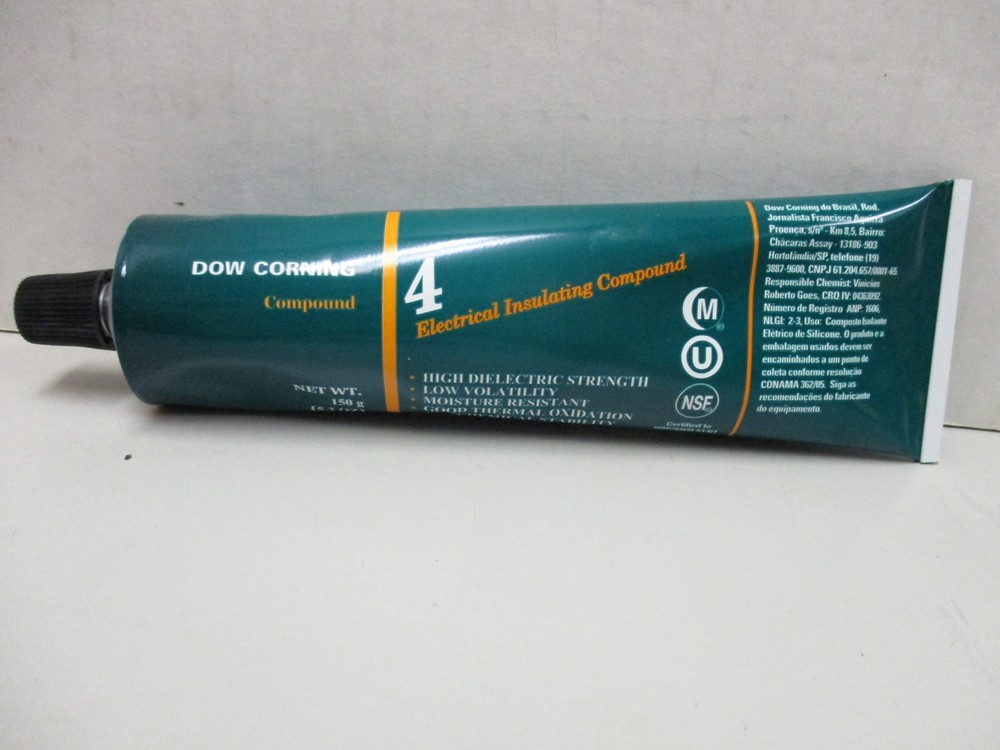 DOW CORNING
Compound
NET WT.
150 g
4
Electrical Insulating Compound
• HIGH DIELECTRIC STRENGTH
• LOW VOLATILITY
• MOISTURE RESISTANT
• GOOD THERMAL OXIDATION
STABILITY
M
®
U
NSF
Certified to
Dow Corning do Brasil, Rod.
Jornalista Francisco Aguirra
Proença, s/nº - Km 8,5, Bairro:
Chácaras Assay - 13186-903
Hortolândia/SP, telefone (19)
3887-9600, CNPJ 61.204.657/0001-65
Responsible Chemist: Vinicius
Roberto Goes, CRQ IV:
Número de Registro ANP: 1686,
NLGI: 2-3, Uso: Composto Isolante
Elétrico de Silicone. O produto e a
embalagem usados devem ser
encaminhados a um ponto de
coleta conforme resolução
CONAMA 362/05. Siga as
recomendações do fabricante
do equipamento.